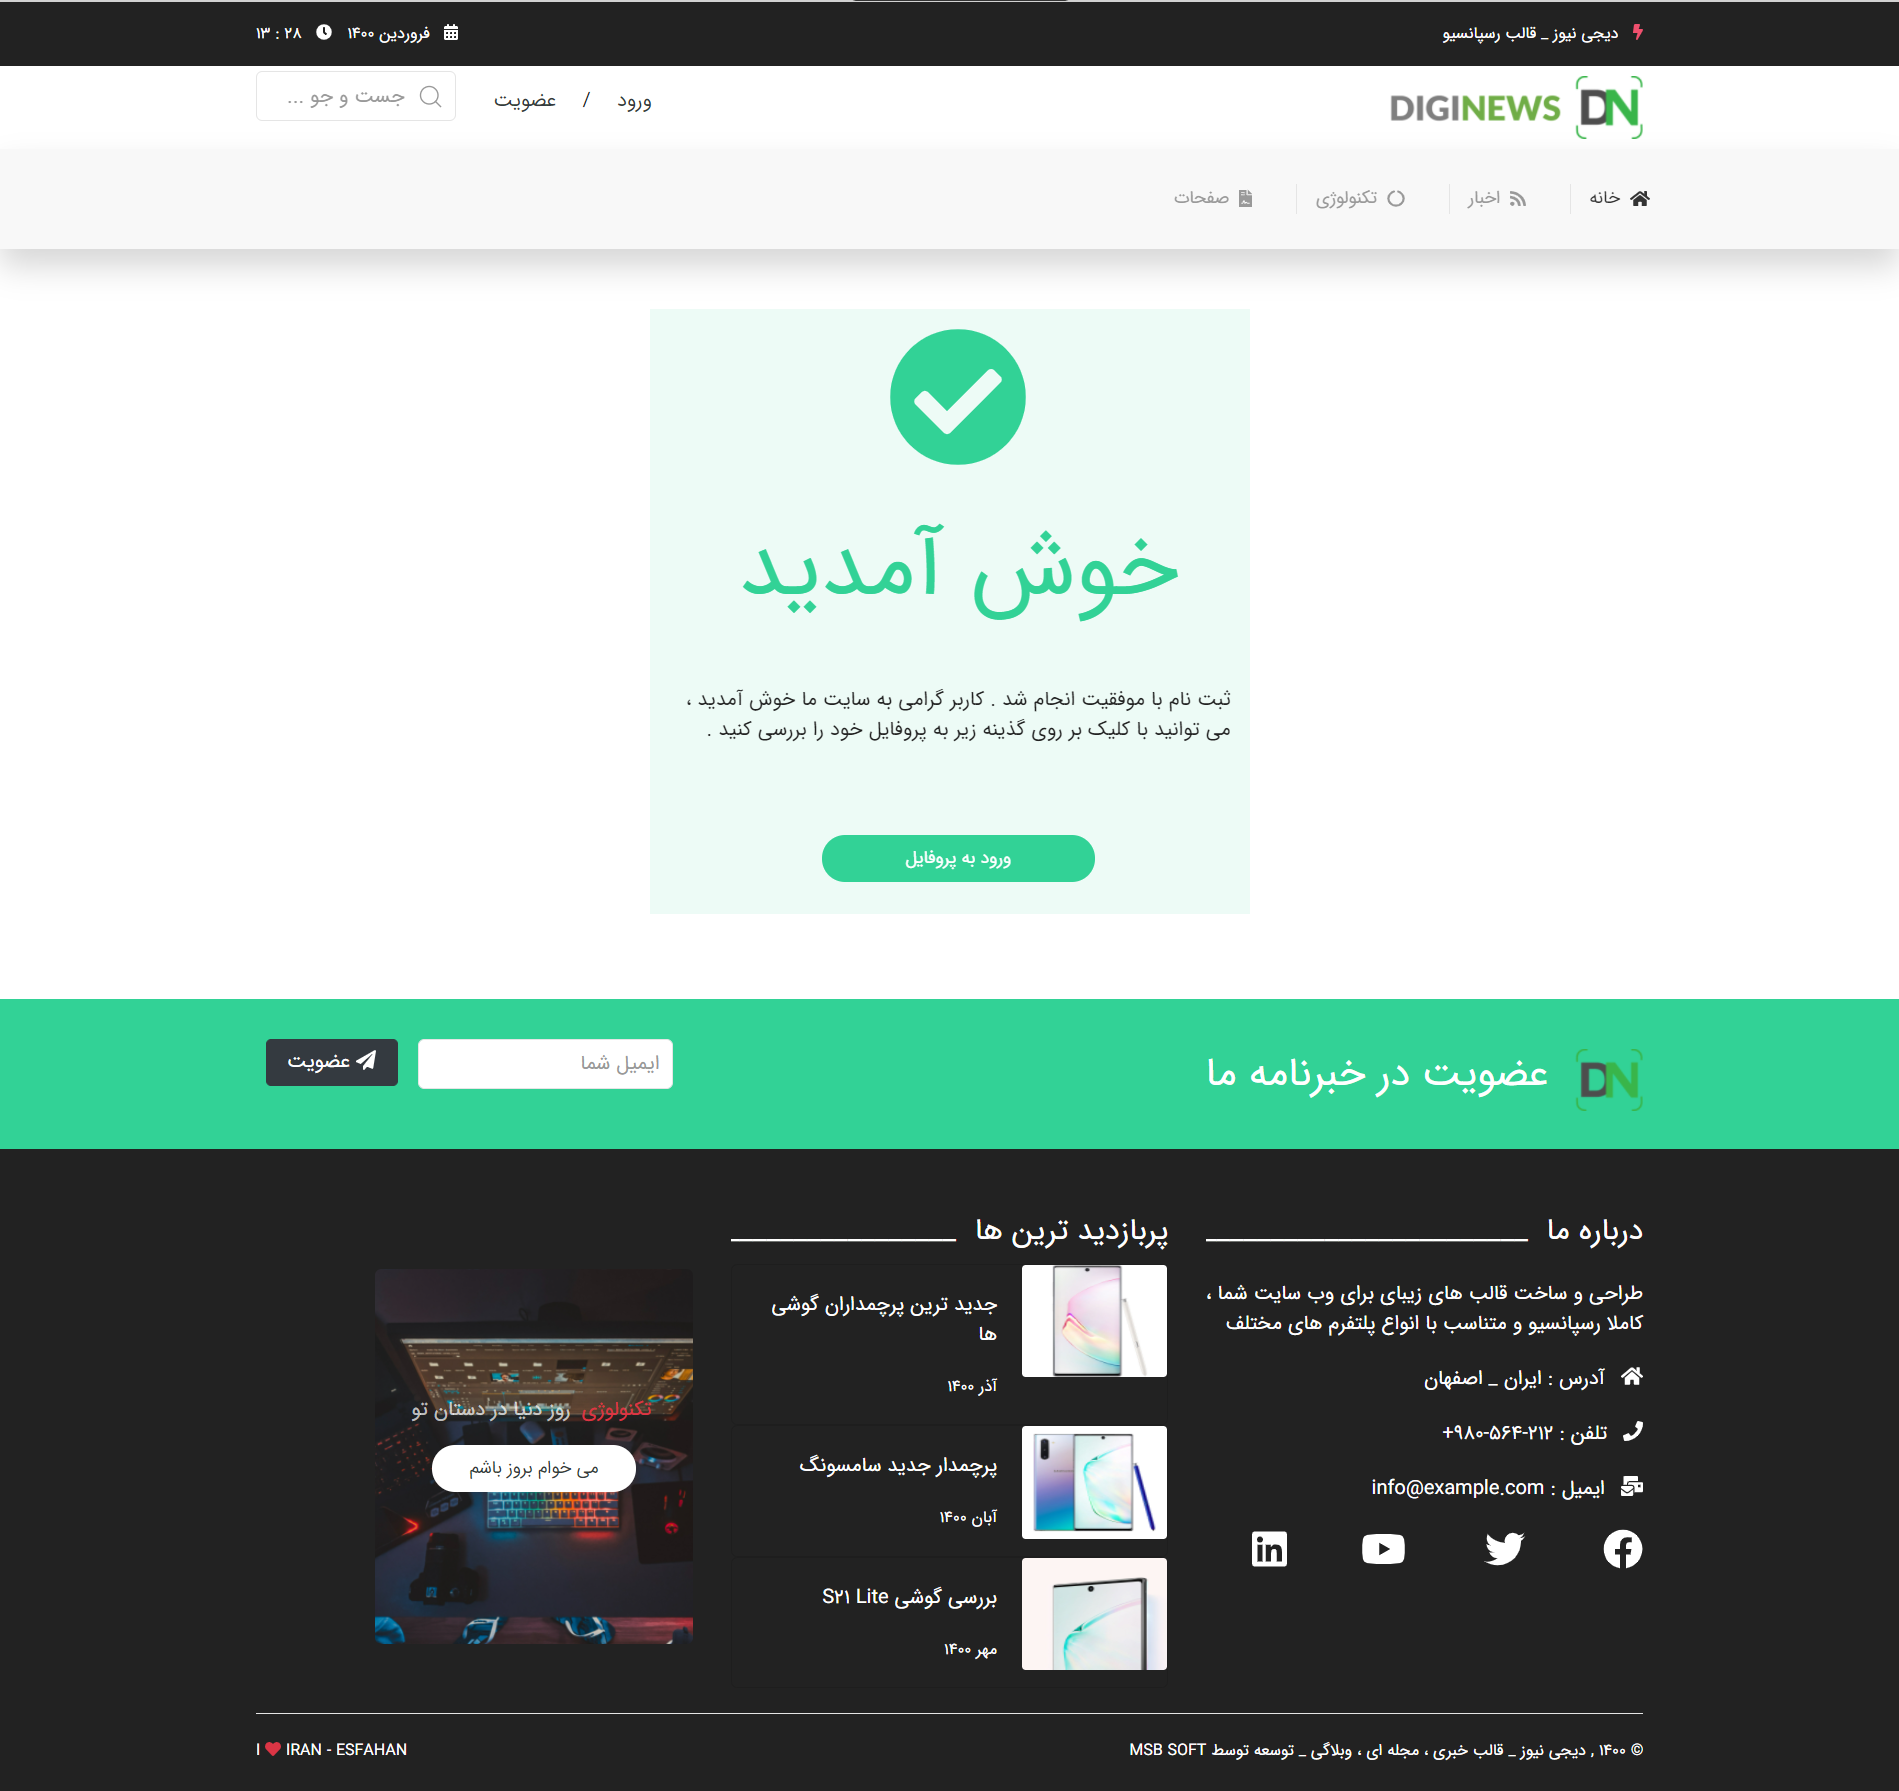 دیجی نیوز _ قالب رسپانسیو
فروردین ۱۴۰۰
۱۳ : ۲۸
DIGINEWS DN
ورود / عضویت
جست و جو ...
خانه
اخبار
تکنولوژی
صفحات
خوش آمدید
ثبت نام با موفقیت انجام شد . کاربر گرامی به سایت ما خوش آمدید ،
می توانید با کلیک بر روی گذینه زیر به پروفایل خود را بررسی کنید .
ورود به پروفایل
DN
عضویت در خبرنامه ما
ایمیل شما
عضویت
درباره ما
طراحی و ساخت قالب های زیبای برای وب سایت شما ،
کاملا رسپانسیو و متناسب با انواع پلتفرم های مختلف
آدرس : ایران _ اصفهان
تلفن : ۲۱۲-۵۶۴-۹۸۰+
ایمیل : info@example.com
پربازدید ترین ها
جدید ترین پرچمداران گوشی
ها
آذر ۱۴۰۰
پرچمدار جدید سامسونگ
آبان ۱۴۰۰
بررسی گوشی S۲۱ Lite
مهر ۱۴۰۰
تکنولوژی روز دنیا در دستان تو
می خوام بروز باشم
© ۱۴۰۰ , دیجی نیوز _ قالب خبری ، مجله ای ، وبلاگی _ توسعه توسط MSB SOFT
I ❤ IRAN - ESFAHAN